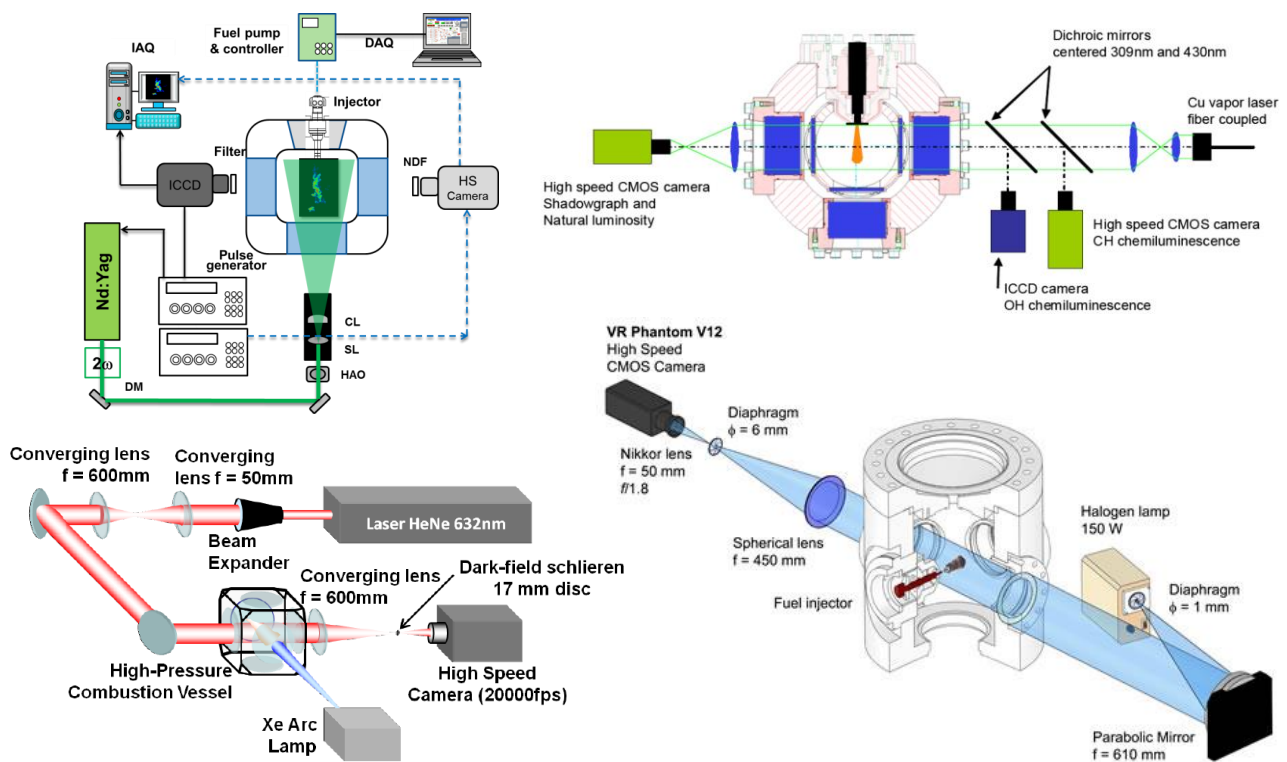 Fuel pump
& controller
DAQ
IAQ
Injector
Filter
ICCD
NDF
HS
Camera
Pulse
generator
Nd:Yag
2ω
DM
CL
SL
HAO
Dichroic mirrors
centered 309nm and 430nm
Cu vapor laser
fiber coupled
High speed CMOS camera
Shadowgraph and
Natural luminosity
High speed CMOS camera
CH chemiluminescence
ICCD camera
OH chemiluminescence
Converging lens
f = 600mm
Converging
lens f = 50mm
Laser HeNe 632nm
Beam
Expander
Converging lens
f = 600mm
Dark-field schlieren
17 mm disc
High-Pressure
Combustion Vessel
High Speed
Camera (20000fps)
Xe Arc
Lamp
VR Phantom V12
High Speed
CMOS Camera
Diaphragm
ϕ = 6 mm
Nikkor lens
f = 50 mm
f/1.8
Spherical lens
f = 450 mm
Fuel injector
Halogen lamp
150 W
Diaphragm
ϕ = 1 mm
Parabolic Mirror
f = 610 mm